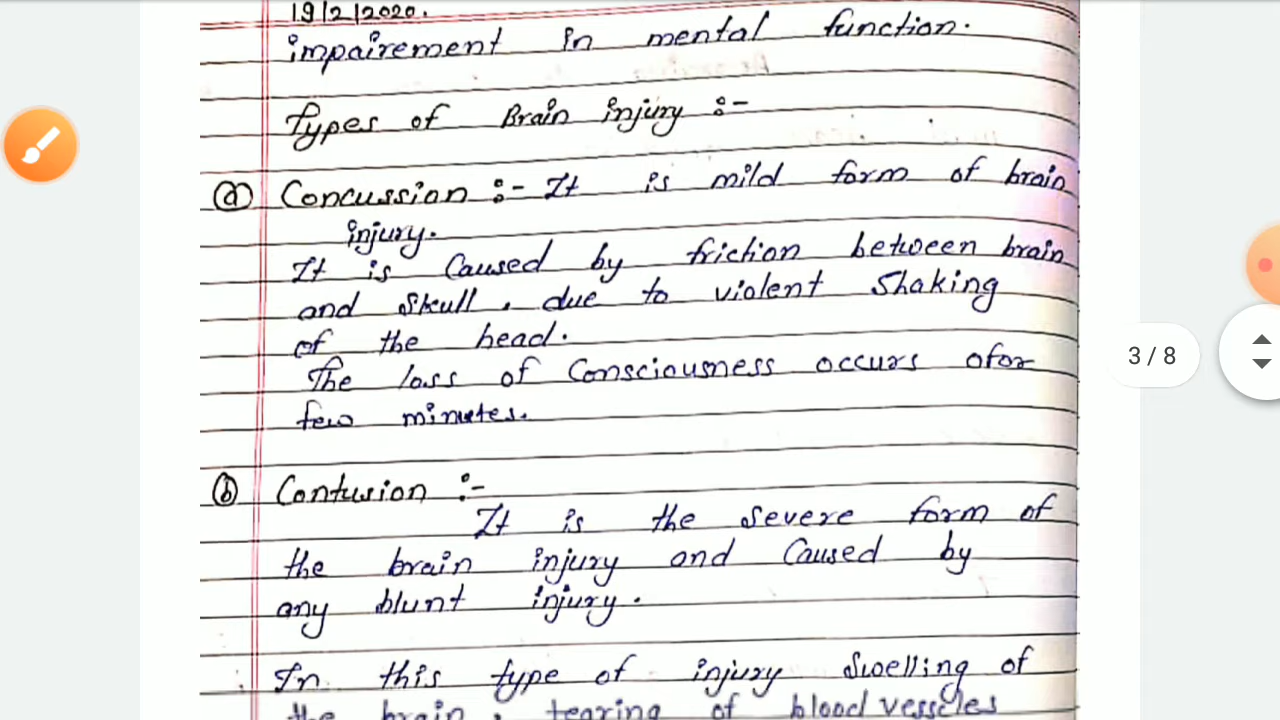 19/2/2020.
impairement in mental function.
Types of Brain injury :-
(a) Concussion :- It is mild form of brain
injury.
It is Caused by friction between brain
and Skull, due to violent Shaking
of the head.
The loss of Consciousness occurs ofor
few minutes.
3 / 8
(b) Contusion :-
It is the Severe form of
the brain injury and Caused by
any blunt injury.
In this type of injury Swelling of
the brain, tearing of blood vesseles